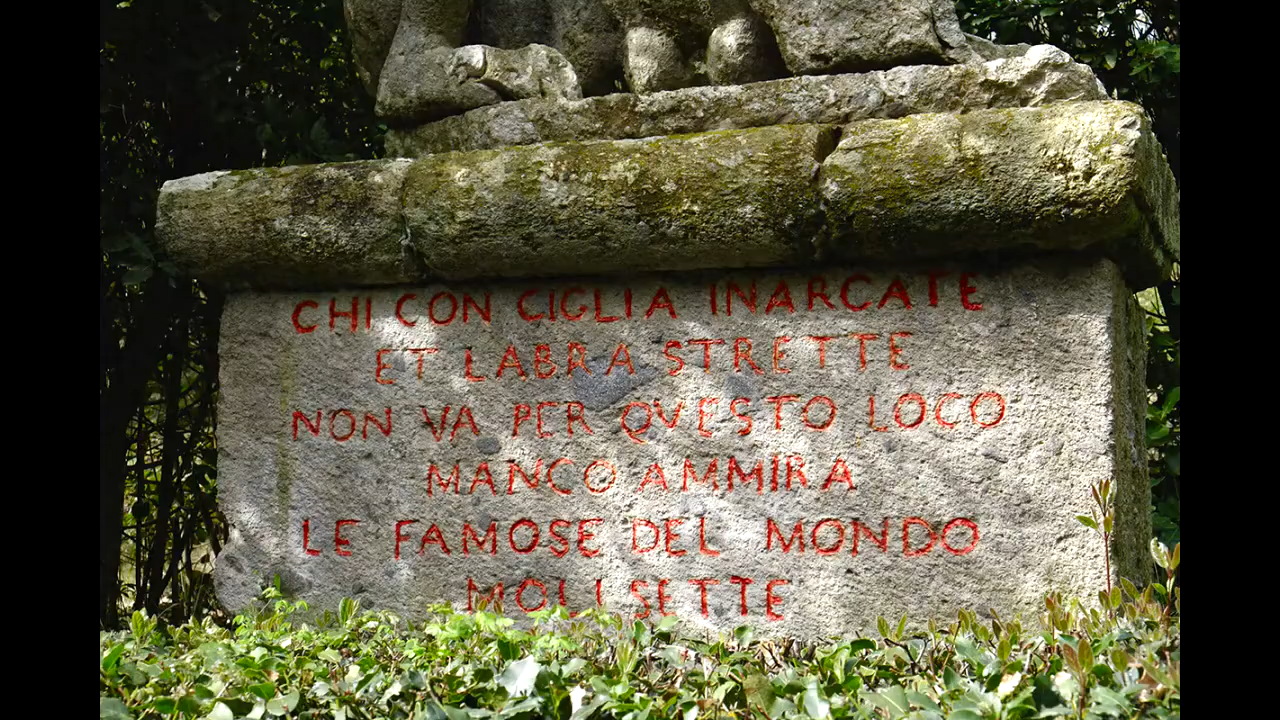 CHI CON CIGLIA INARCATE
ET LABRA STRETTE
NON VA PER QVESTO LOCO
MANCO AMMIRA
LE FAMOSE DEL MONDO
MOLI SETTE